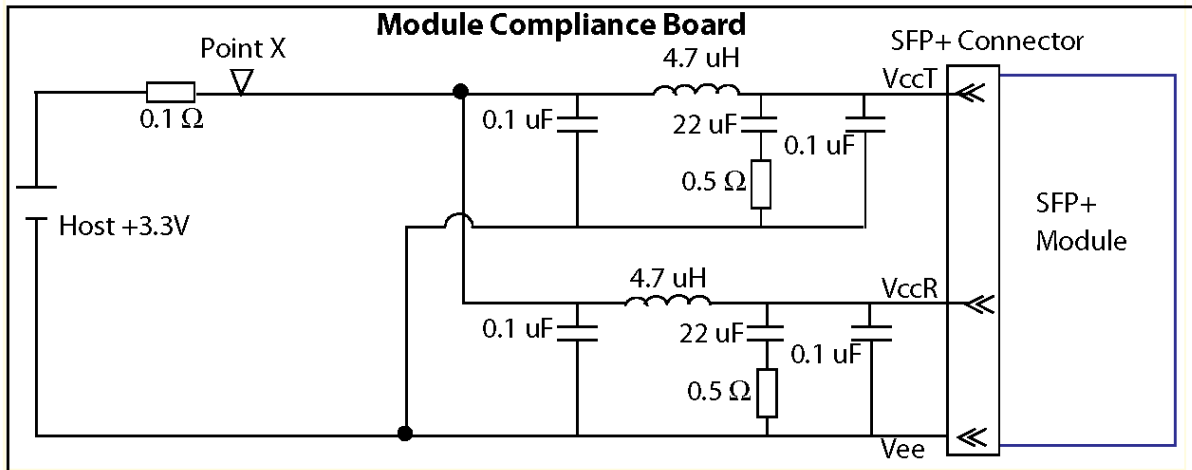 Module Compliance Board
Point X
4.7 uH
SFP+ Connector
VccT
0.1 Ω
0.1 uF
22 uF
0.1 uF
0.5 Ω
Host +3.3V
SFP+
Module
4.7 uH
VccR
0.1 uF
22 uF
0.1 uF
0.5 Ω
Vee